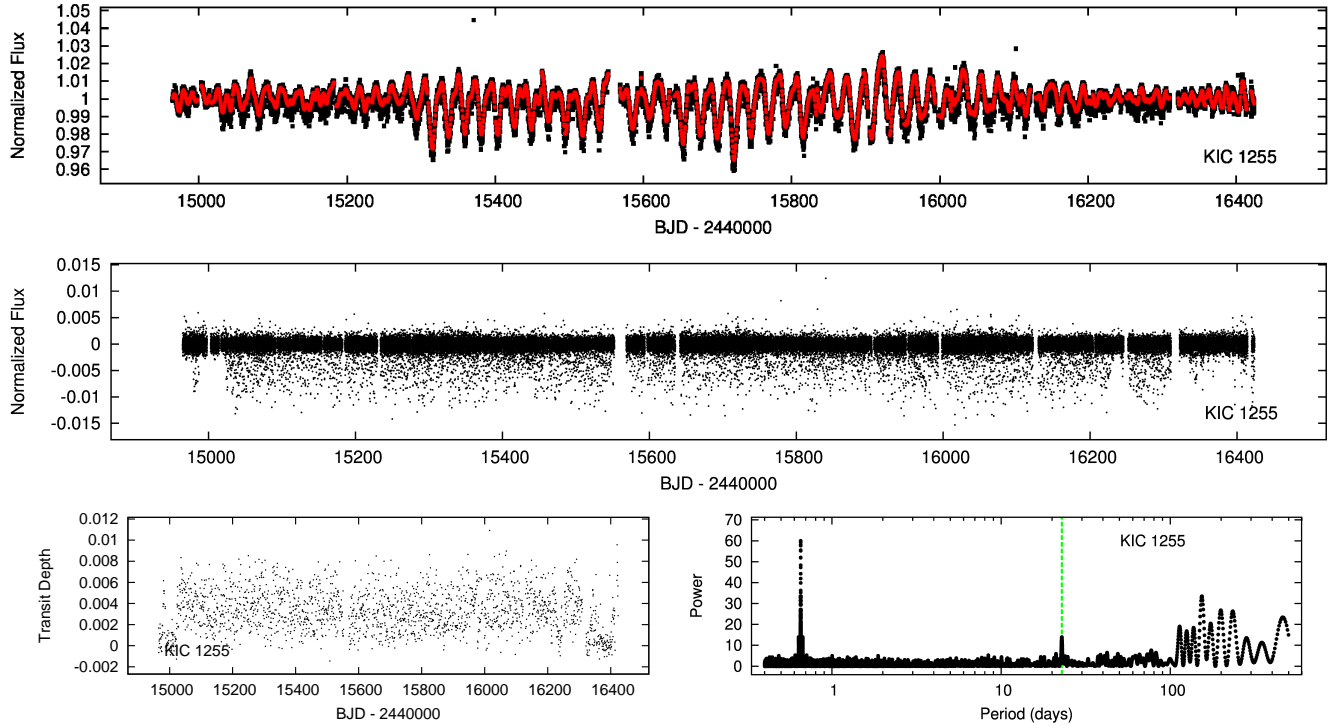 1.05
1.04
1.03
1.02
1.01
1
0.99
0.98
0.97
0.96
Normalized Flux
KIC 1255
15000 15200 15400 15600 15800 16000 16200 16400
BJD - 2440000
0.015
0.01
0.005
0
-0.005
-0.01
-0.015
Normalized Flux
KIC 1255
15000 15200 15400 15600 15800 16000 16200 16400
BJD - 2440000
0.012
0.01
0.008
0.006
0.004
0.002
0
-0.002
Transit Depth
KIC 1255
15000 15200 15400 15600 15800 16000 16200 16400
BJD - 2440000
70
60
50
40
30
20
10
0
Power
KIC 1255
1 10 100
Period (days)